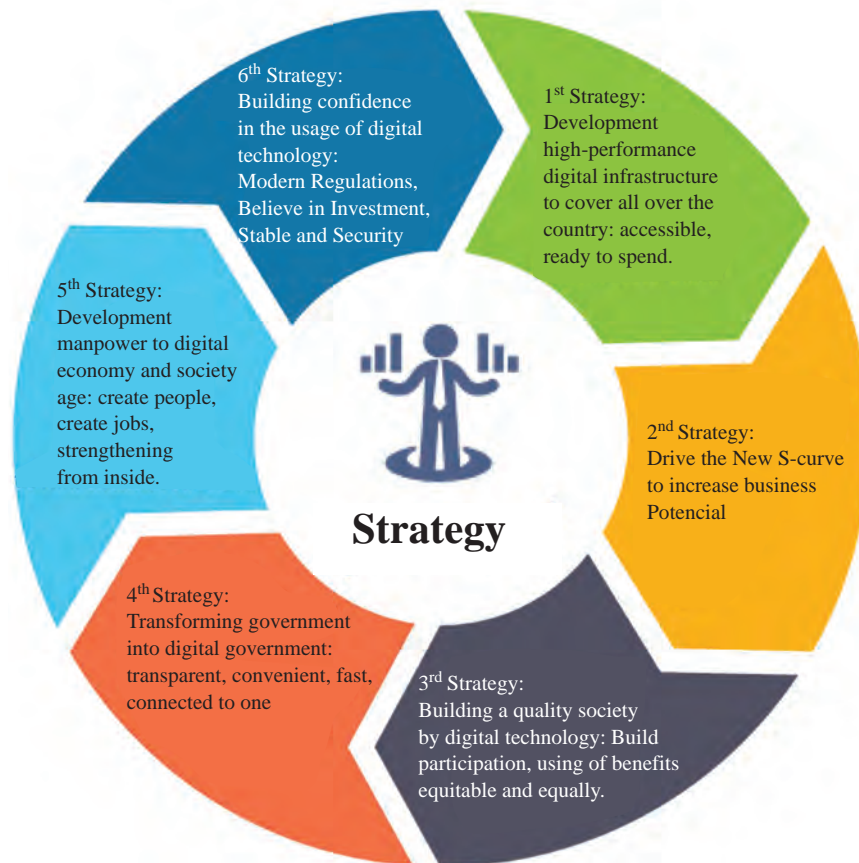 6th Strategy:
Building confidence
in the usage of digital
technology:
Modern Regulations,
Believe in Investment,
Stable and Security
1st Strategy:
Development
high-performance
digital infrastructure
to cover all over the
country: accessible,
ready to spend.
2nd Strategy:
Drive the New S-curve
to increase business
Potencial
3rd Strategy:
Building a quality society
by digital technology: Build
participation, using of benefits
equitable and equally.
4th Strategy:
Transforming government
into digital government:
transparent, convenient, fast,
connected to one
5th Strategy:
Development
manpower to digital
economy and society
age: create people,
create jobs,
strengthening
from inside.
Strategy